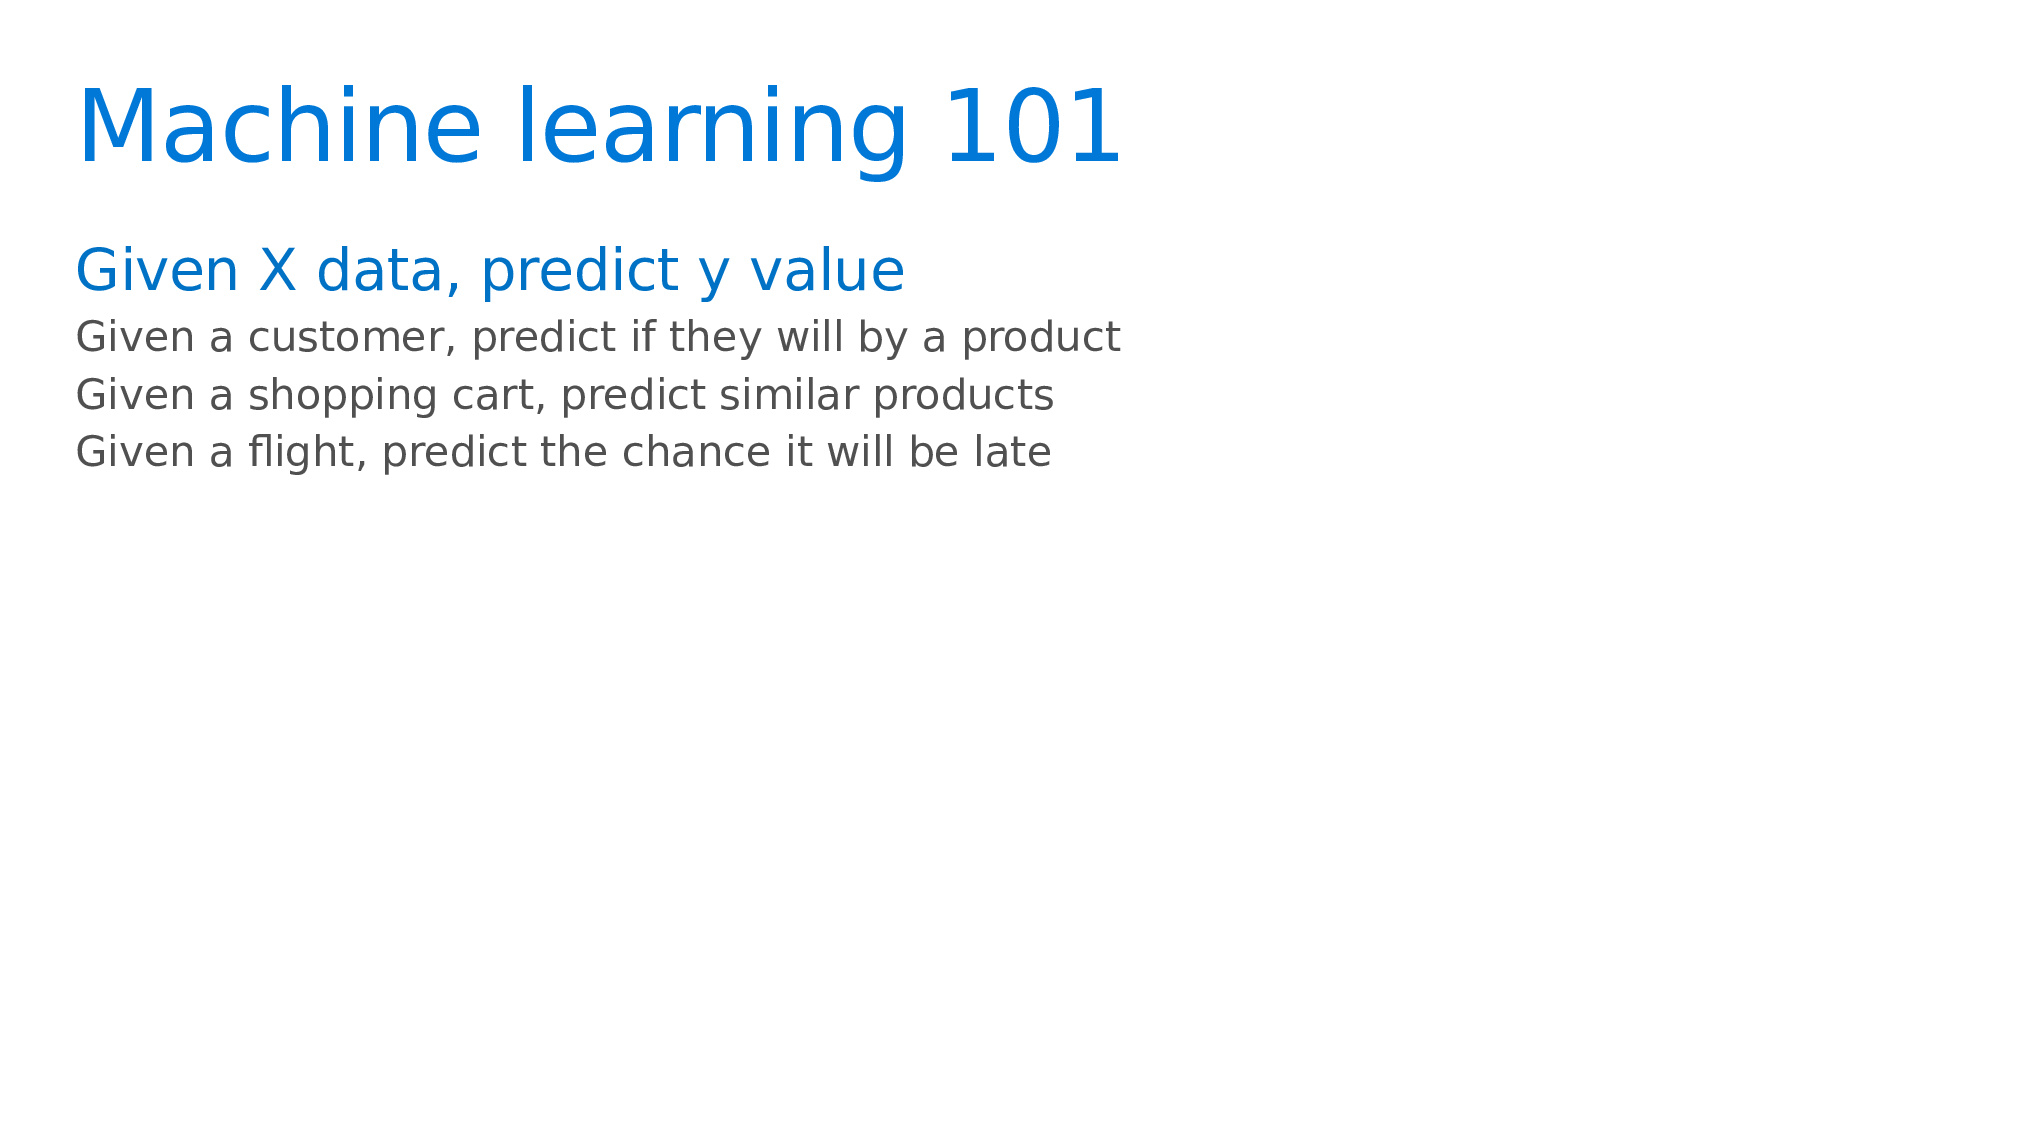 Machine learning 101
Given X data, predict y value
Given a customer, predict if they will by a product
Given a shopping cart, predict similar products
Given a flight, predict the chance it will be late